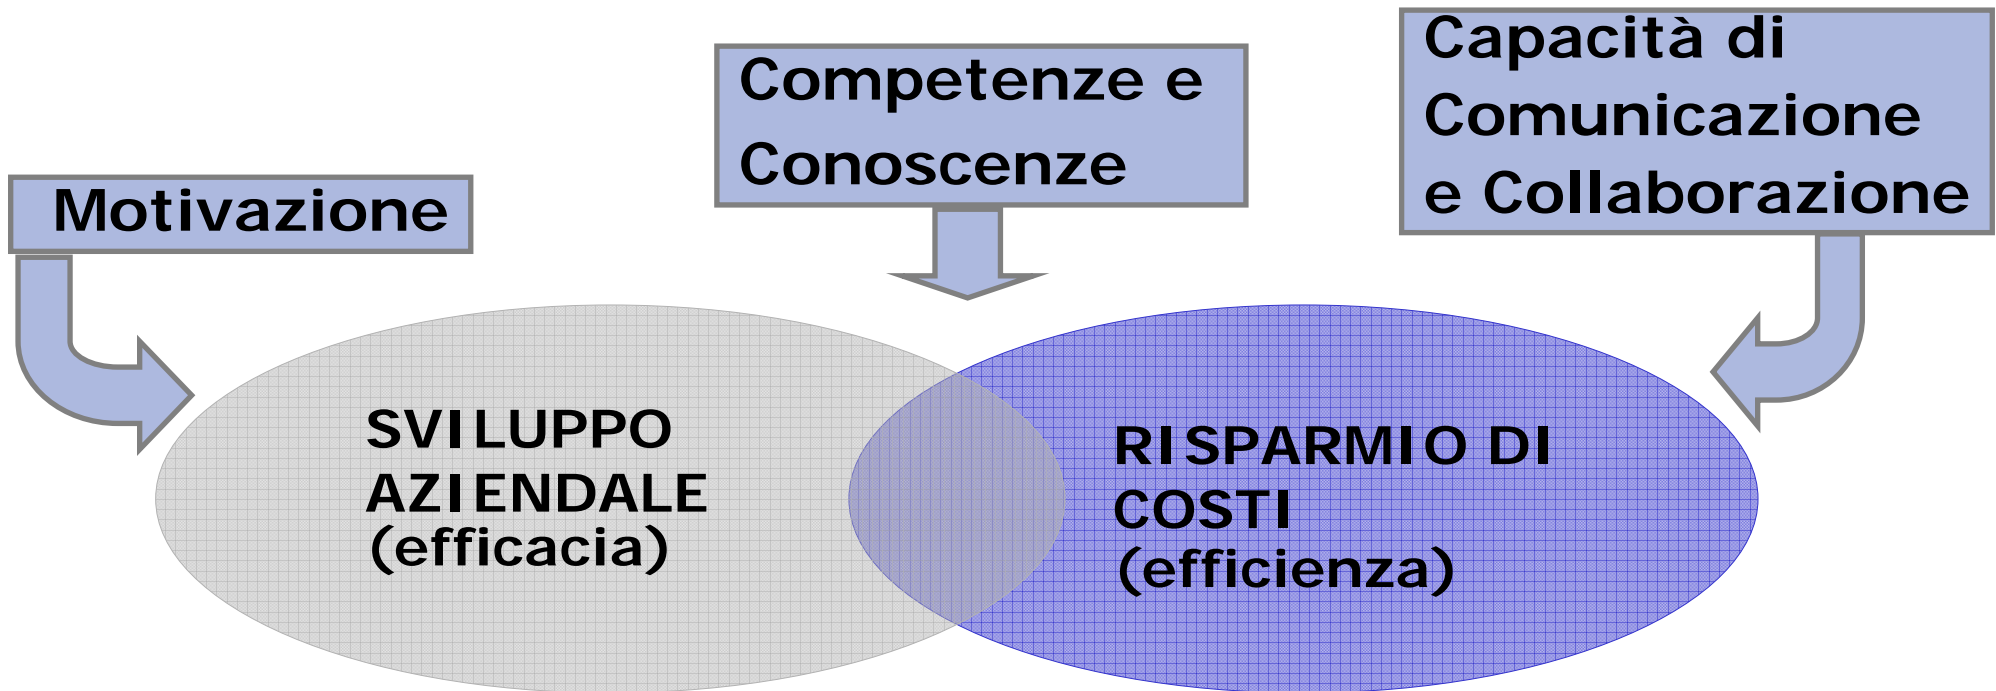 Motivazione
Competenze e
Conoscenze
Capacità di
Comunicazione
e Collaborazione
SVILUPPO
AZIENDALE
(efficacia)
RISPARMIO DI
COSTI
(efficienza)